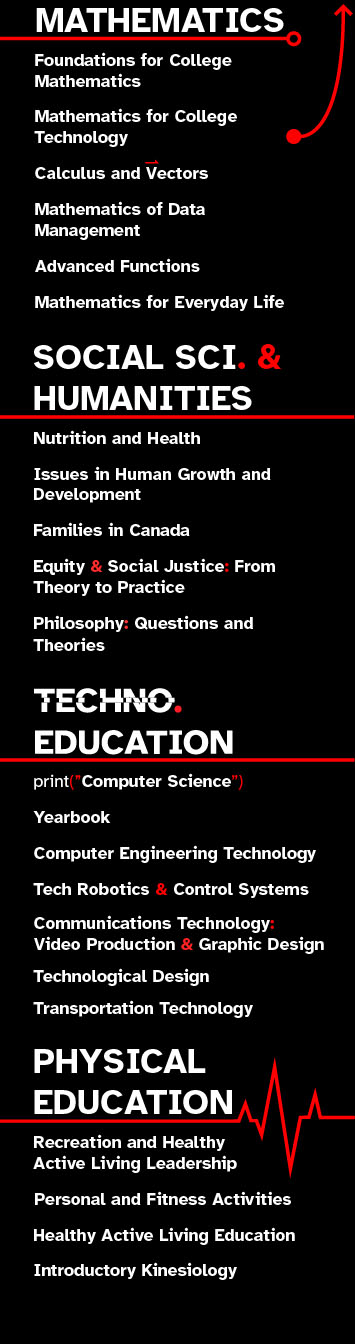 MATHEMATICS
Foundations for College
Mathematics
Mathematics for College
Technology
Calculus and Vectors
Mathematics of Data
Management
Advanced Functions
Mathematics for Everyday Life
SOCIAL SCI. &
HUMANITIES
Nutrition and Health
Issues in Human Growth and
Development
Families in Canada
Equity & Social Justice: From
Theory to Practice
Philosophy: Questions and
Theories
TECHNO.
EDUCATION
print("Computer Science")
Yearbook
Computer Engineering Technology
Tech Robotics & Control Systems
Communications Technology:
Video Production & Graphic Design
Technological Design
Transportation Technology
PHYSICAL
EDUCATION
Recreation and Healthy
Active Living Leadership
Personal and Fitness Activities
Healthy Active Living Education
Introductory Kinesiology